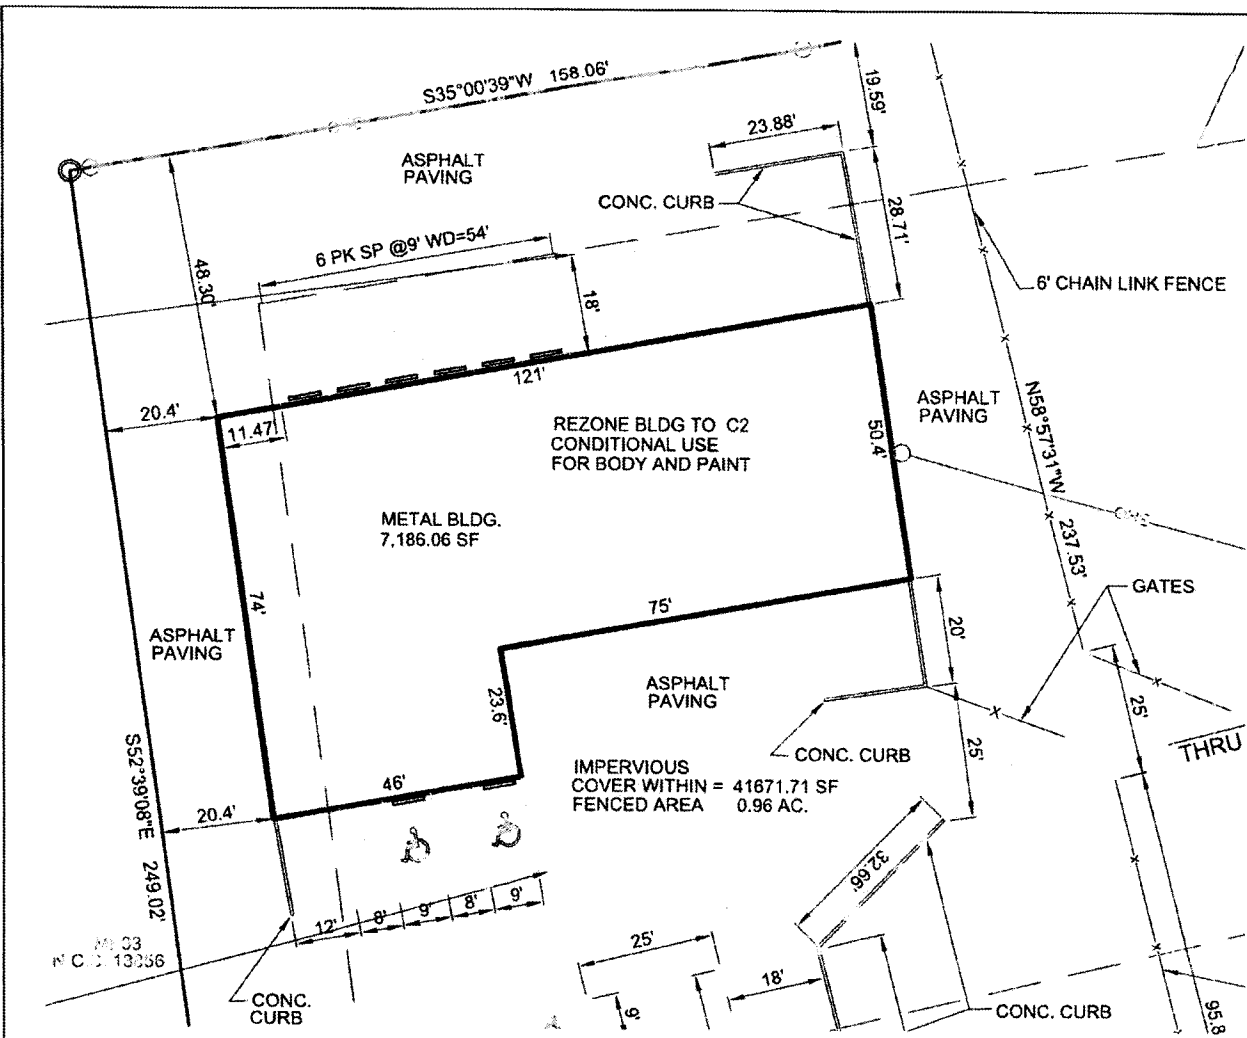 S35°00'39"W 158.06'
19.59'
23.88'
ASPHALT
PAVING
CONC. CURB
28.71'
6 PK SP @9' WD=54'
48.30'
18'
6' CHAIN LINK FENCE
121'
20.4'
11.47'
REZONE BLDG TO C2
CONDITIONAL USE
FOR BODY AND PAINT
ASPHALT
PAVING
50.4'
N58°57'31"W 237.53'
METAL BLDG.
7,186.06 SF
74'
75'
GATES
20'
ASPHALT
PAVING
ASPHALT
PAVING
23.6'
25'
25'
THRU
CONC. CURB
IMPERVIOUS
COVER WITHIN = 41671.71 SF
FENCED AREA 0.96 AC.
46'
20.4'
S52°39'08"E 249.02'
32.66'
12'
8'
9'
8'
9'
25'
18'
9'
CONC.
CURB
CONC. CURB
95.8